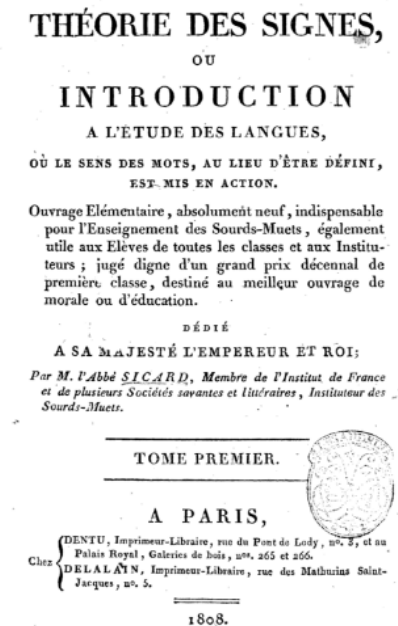 THÉORIE DES SIGNES,
OU
INTRODUCTION
A L'ÉTUDE DES LANGUES,
OÙ LE SENS DES MOTS, AU LIEU D'ÊTRE DÉFINI,
EST MIS EN ACTION.
Ouvrage Elémentaire, absolument neuf, indispensable
pour l'Enseignement des Sourds-Muets, également
utile aux Elèves de toutes les classes et aux Institu-
teurs ; jugé digne d'un grand prix décennal de
première classe, destiné au meilleur ouvrage de
morale ou d'éducation.
DÉDIÉ
A SA MAJESTÉ L'EMPEREUR ET ROI;
Par M. l'Abbé SICARD, Membre de l'Institut de France
et de plusieurs Sociétés savantes et littéraires, Instituteur des
Sourds-Muets.
TOME PREMIER.
A PARIS,
Chez
DENTU, Imprimeur-Libraire, rue du Pont de Lody, nº. 3, et au
Palais Royal, Galeries de bois, nos. 265 et 266.
DELALAIN, Imprimeur-Libraire, rue des Mathurins Saint-
Jacques, nº. 5.
1808.